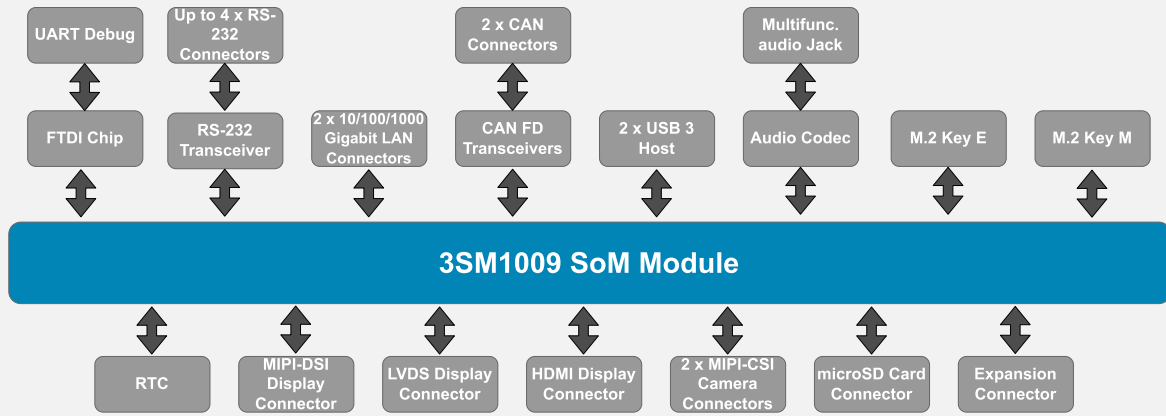 UART Debug
Up to 4 x RS-
232
Connectors
2 x CAN
Connectors
Multifunc.
audio Jack
FTDI Chip
RS-232
Transceiver
2 x 10/100/1000
Gigabit LAN
Connectors
CAN FD
Transceivers
2 x USB 3
Host
Audio Codec
M.2 Key E
M.2 Key M
3SM1009 SoM Module
RTC
MIPI-DSI
Display
Connector
LVDS Display
Connector
HDMI Display
Connector
2 x MIPI-CSI
Camera
Connectors
microSD Card
Connector
Expansion
Connector